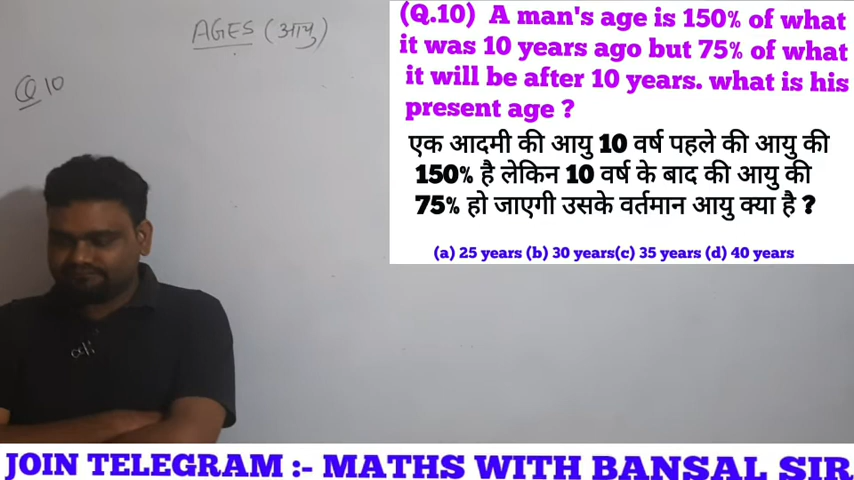 AGES (आयु)
Q 10
(Q.10) A man's age is 150% of what
it was 10 years ago but 75% of what
it will be after 10 years. what is his
present age ?
एक आदमी की आयु 10 वर्ष पहले की आयु की
150% है लेकिन 10 वर्ष के बाद की आयु की
75% हो जाएगी उसके वर्तमान आयु क्या है ?
(a) 25 years (b) 30 years(c) 35 years (d) 40 years
JOIN TELEGRAM :- MATHS WITH BANSAL SIR